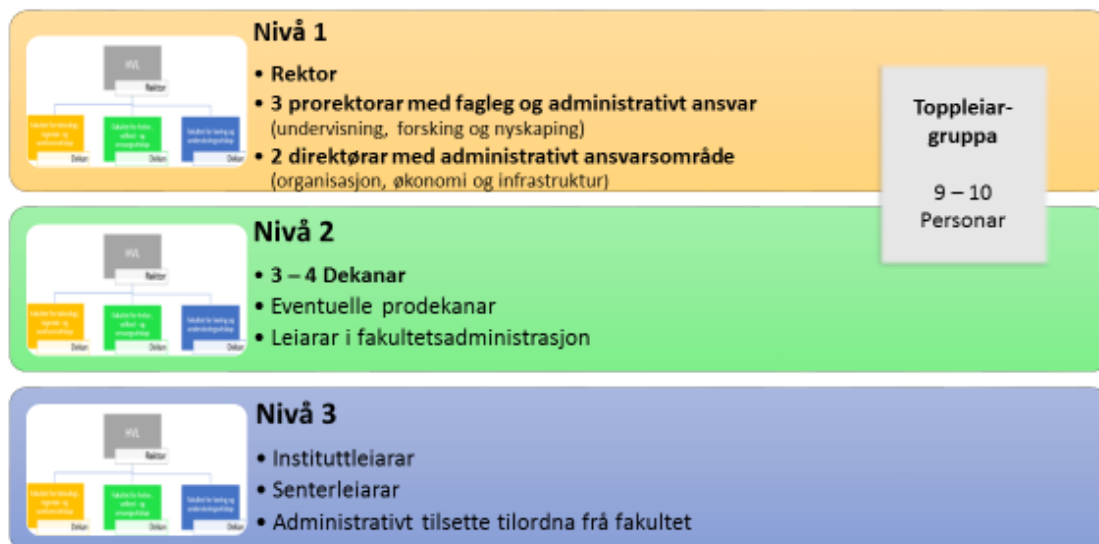 Nivå 1
• Rektor
• 3 prorektorar med fagleg og administrativt ansvar
(undervisning, forsking og nyskaping)
• 2 direktørar med administrativt ansvarsområde
(organisasjon, økonomi og infrastruktur)
Toppleiar-
gruppa
9 – 10
Personar
HVL
Rektor
Dekan
Dekan
Dekan
Nivå 2
• 3 – 4 Dekanar
• Eventuelle prodekanar
• Leiarar i fakultetsadministrasjon
HVL
Rektor
Dekan
Dekan
Dekan
Nivå 3
• Instituttleiarar
• Senterleiarar
• Administrativt tilsette tilordna frå fakultet
HVL
Rektor
Dekan
Dekan
Dekan